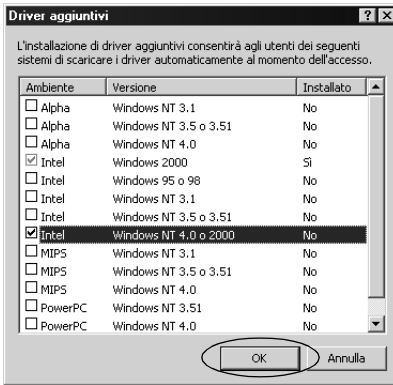 Driver aggiuntivi
L'installazione di driver aggiuntivi consentirà agli utenti dei seguenti
sistemi di scaricare i driver automaticamente al momento dell'accesso.
Ambiente Versione Installato
Alpha Windows NT 3.1 No
Alpha Windows NT 3.5 o 3.51 No
Alpha Windows NT 4.0 No
Intel Windows 2000 Sì
Intel Windows 95 o 98 No
Intel Windows NT 3.1 No
Intel Windows NT 3.5 o 3.51 No
Intel Windows NT 4.0 o 2000 No
MIPS Windows NT 3.1 No
MIPS Windows NT 3.5 o 3.51 No
MIPS Windows NT 4.0 No
PowerPC Windows NT 3.51 No
PowerPC Windows NT 4.0 No
OK Annulla